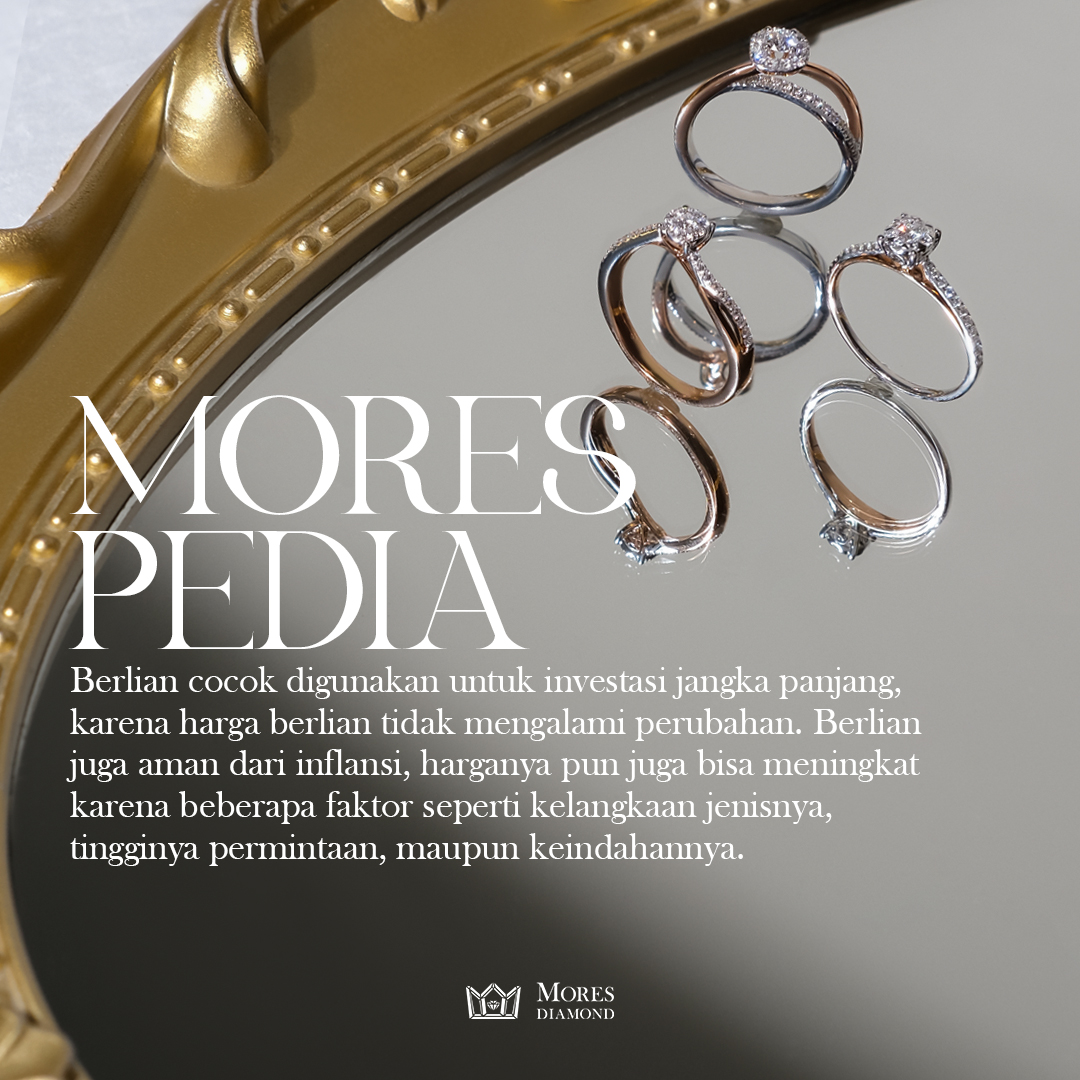 MORES
PEDIA
Berlian cocok digunakan untuk investasi jangka panjang,
karena harga berlian tidak mengalami perubahan. Berlian
juga aman dari inflansi, harganya pun juga bisa meningkat
karena beberapa faktor seperti kelangkaan jenisnya,
tingginya permintaan, maupun keindahannya.
MORES
DIAMOND